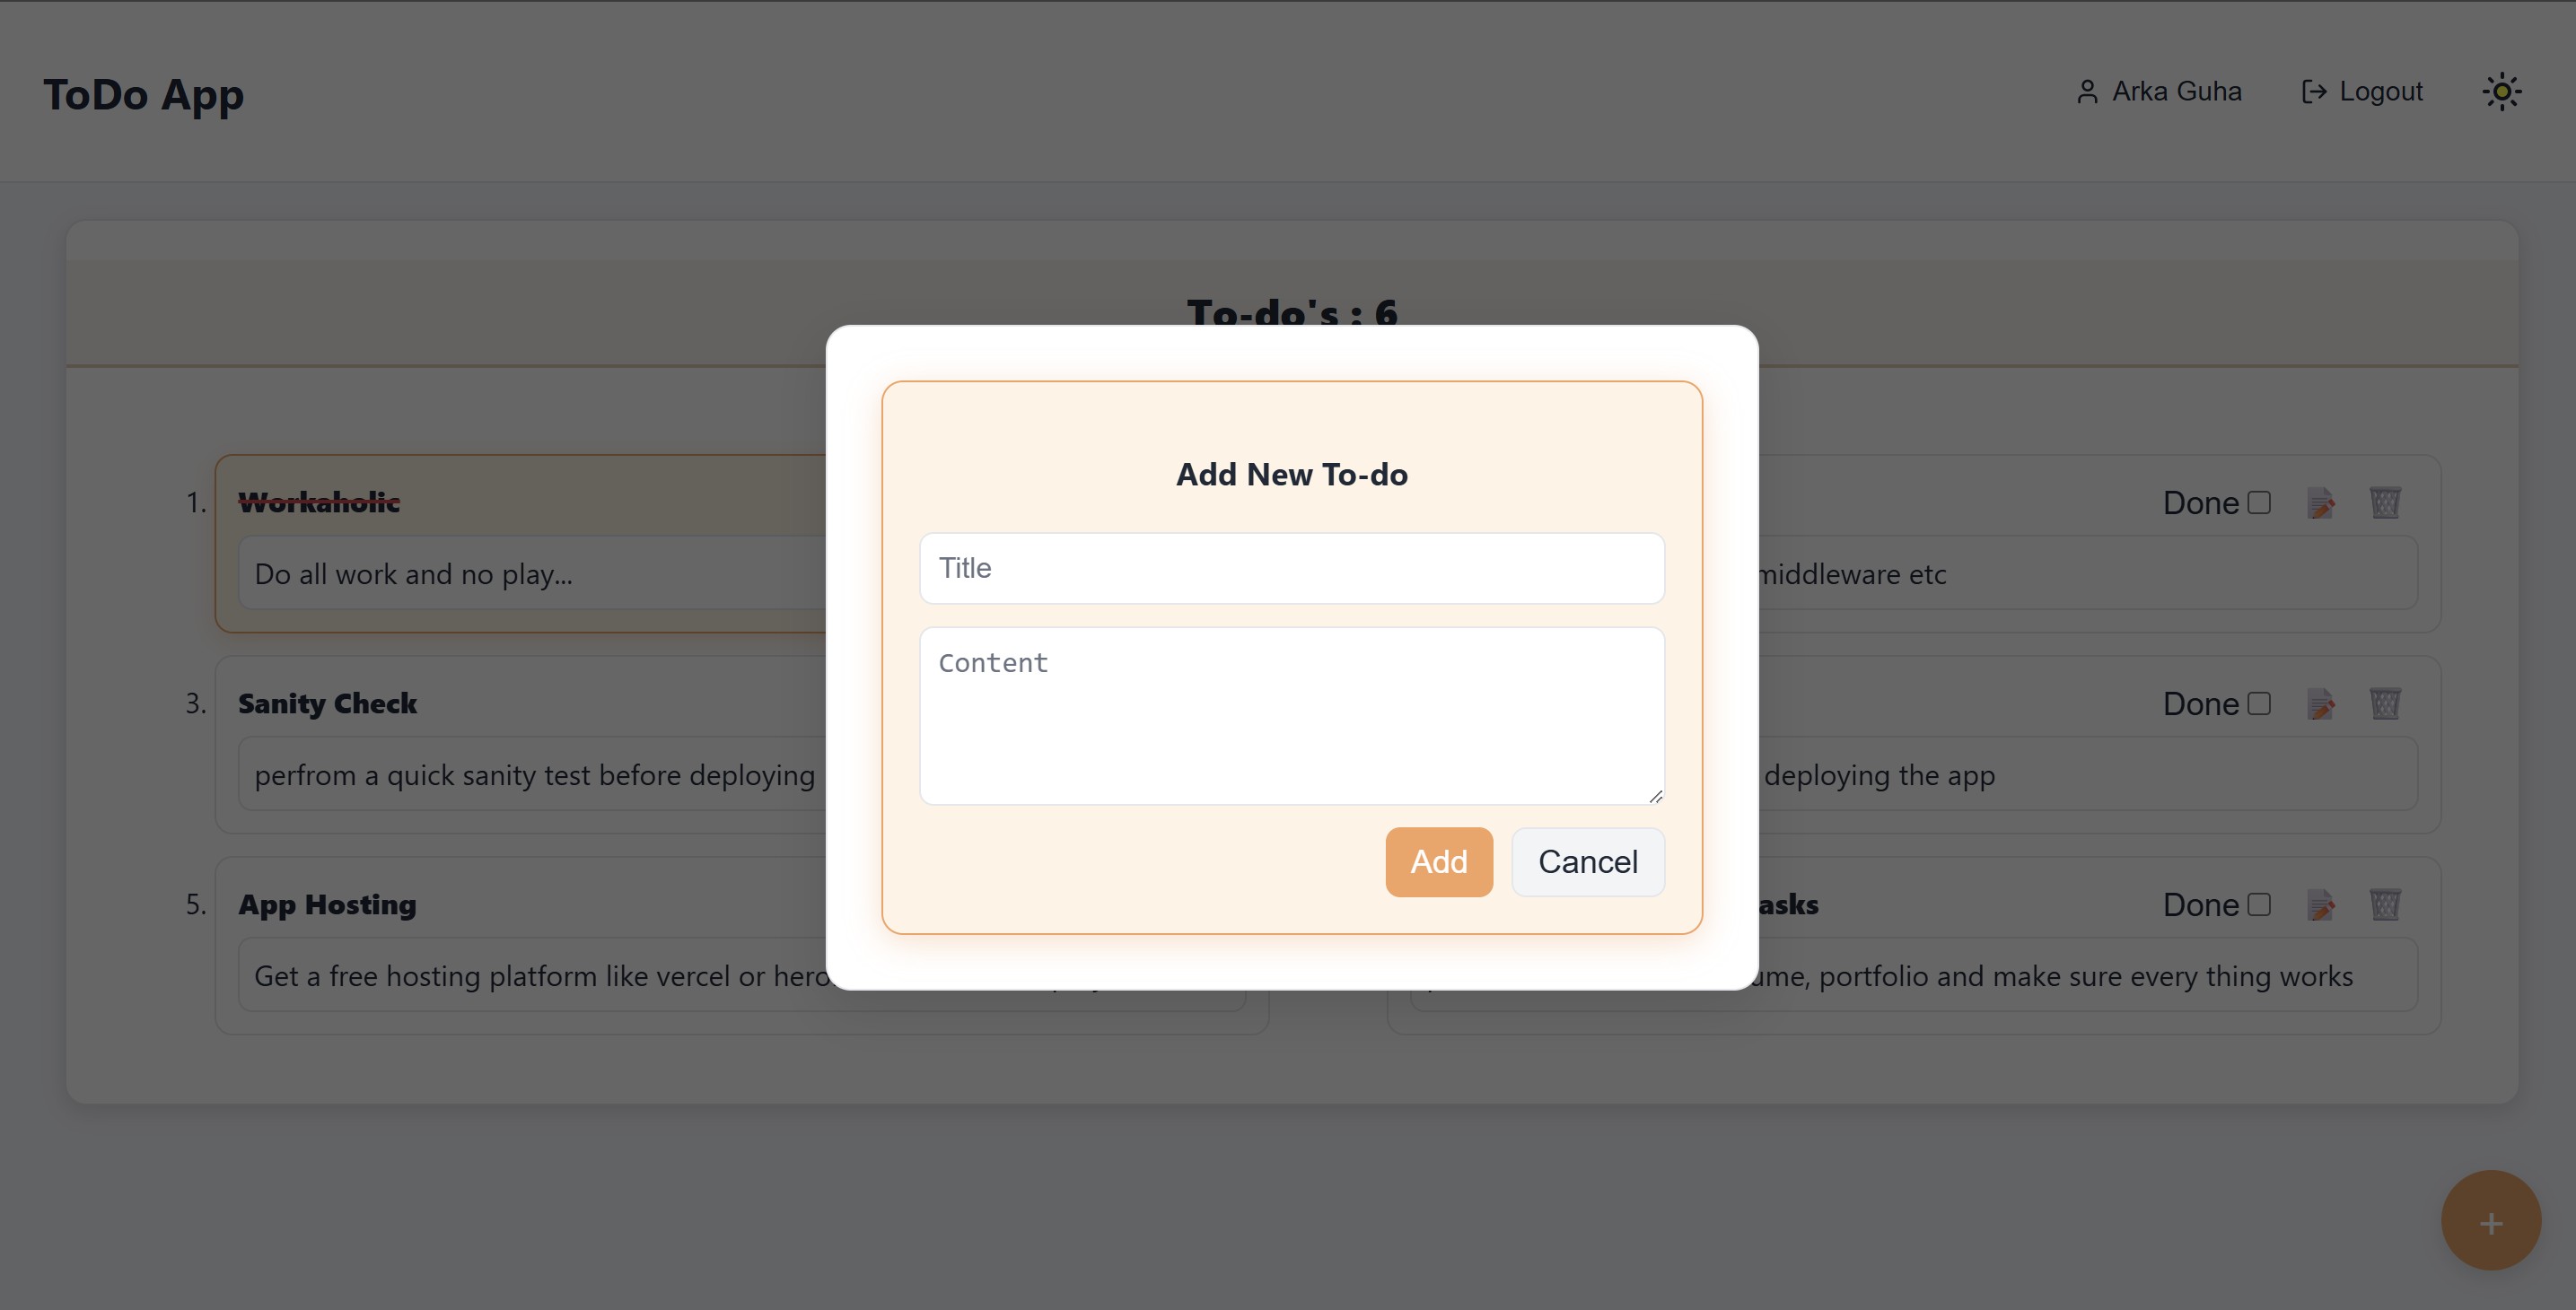 ToDo App
Arka Guha
Logout
To-do's : 6
Add New To-do
Title
Content
Add
Cancel
1.
Workaholic
Do all work and no play...
Done
middleware etc
3.
Sanity Check
perfrom a quick sanity test before deploying
Done
deploying the app
5.
App Hosting
Get a free hosting platform like vercel or
Done
portfolio and make sure every thing works
+